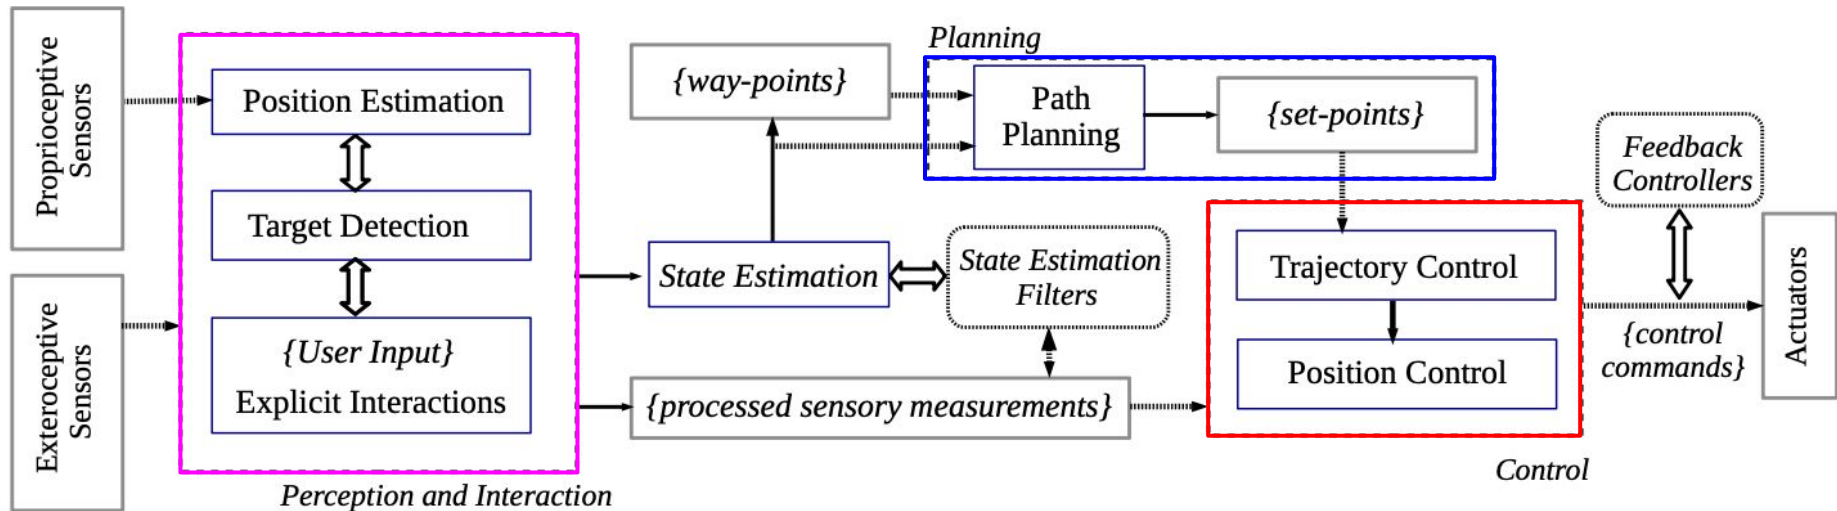 Proprioceptive
Sensors
Exteroceptive
Sensors
Position Estimation
Target Detection
{User Input}
Explicit Interactions
Perception and Interaction
{way-points}
State Estimation
State Estimation
Filters
{processed sensory measurements}
Planning
Path
Planning
{set-points}
Trajectory Control
Position Control
Control
Feedback
Controllers
{control
commands}
Actuators